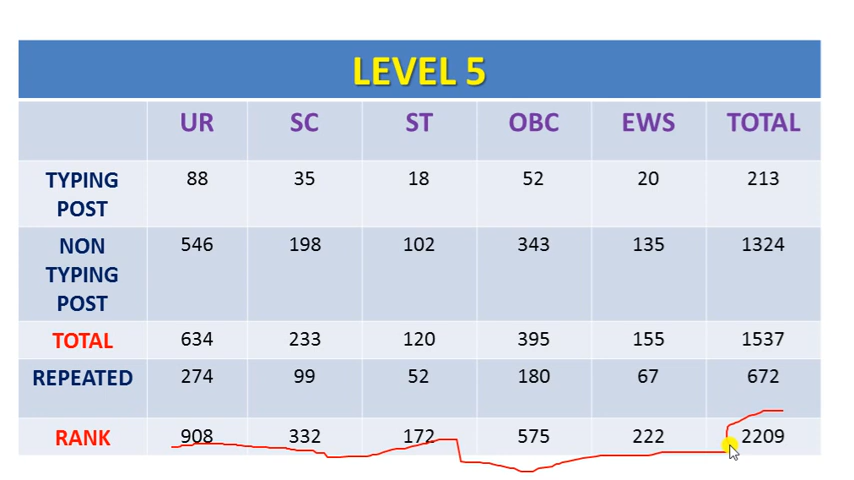 LEVEL 5
UR SC ST OBC EWS TOTAL
TYPING POST 88 35 18 52 20 213
NON TYPING POST 546 198 102 343 135 1324
TOTAL 634 233 120 395 155 1537
REPEATED 274 99 52 180 67 672
RANK 908 332 172 575 222 2209